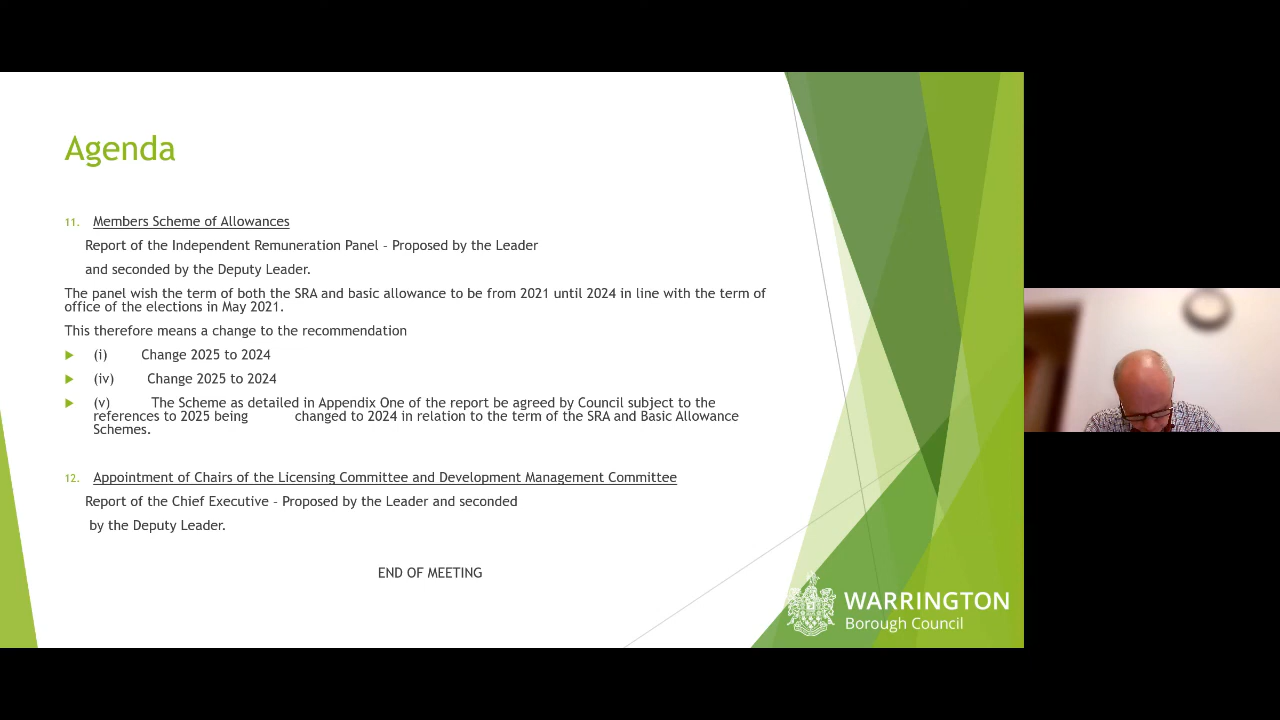 Agenda
11. Members Scheme of Allowances
Report of the Independent Remuneration Panel - Proposed by the Leader
and seconded by the Deputy Leader.
The panel wish the term of both the SRA and basic allowance to be from 2021 until 2024 in line with the term of
office of the elections in May 2021.
This therefore means a change to the recommendation
(i) Change 2025 to 2024
(iv) Change 2025 to 2024
(v) The Scheme as detailed in Appendix One of the report be agreed by Council subject to the
references to 2025 being changed to 2024 in relation to the term of the SRA and Basic Allowance
Schemes.
12. Appointment of Chairs of the Licensing Committee and Development Management Committee
Report of the Chief Executive – Proposed by the Leader and seconded
by the Deputy Leader.
END OF MEETING
WARRINGTON
Borough Council